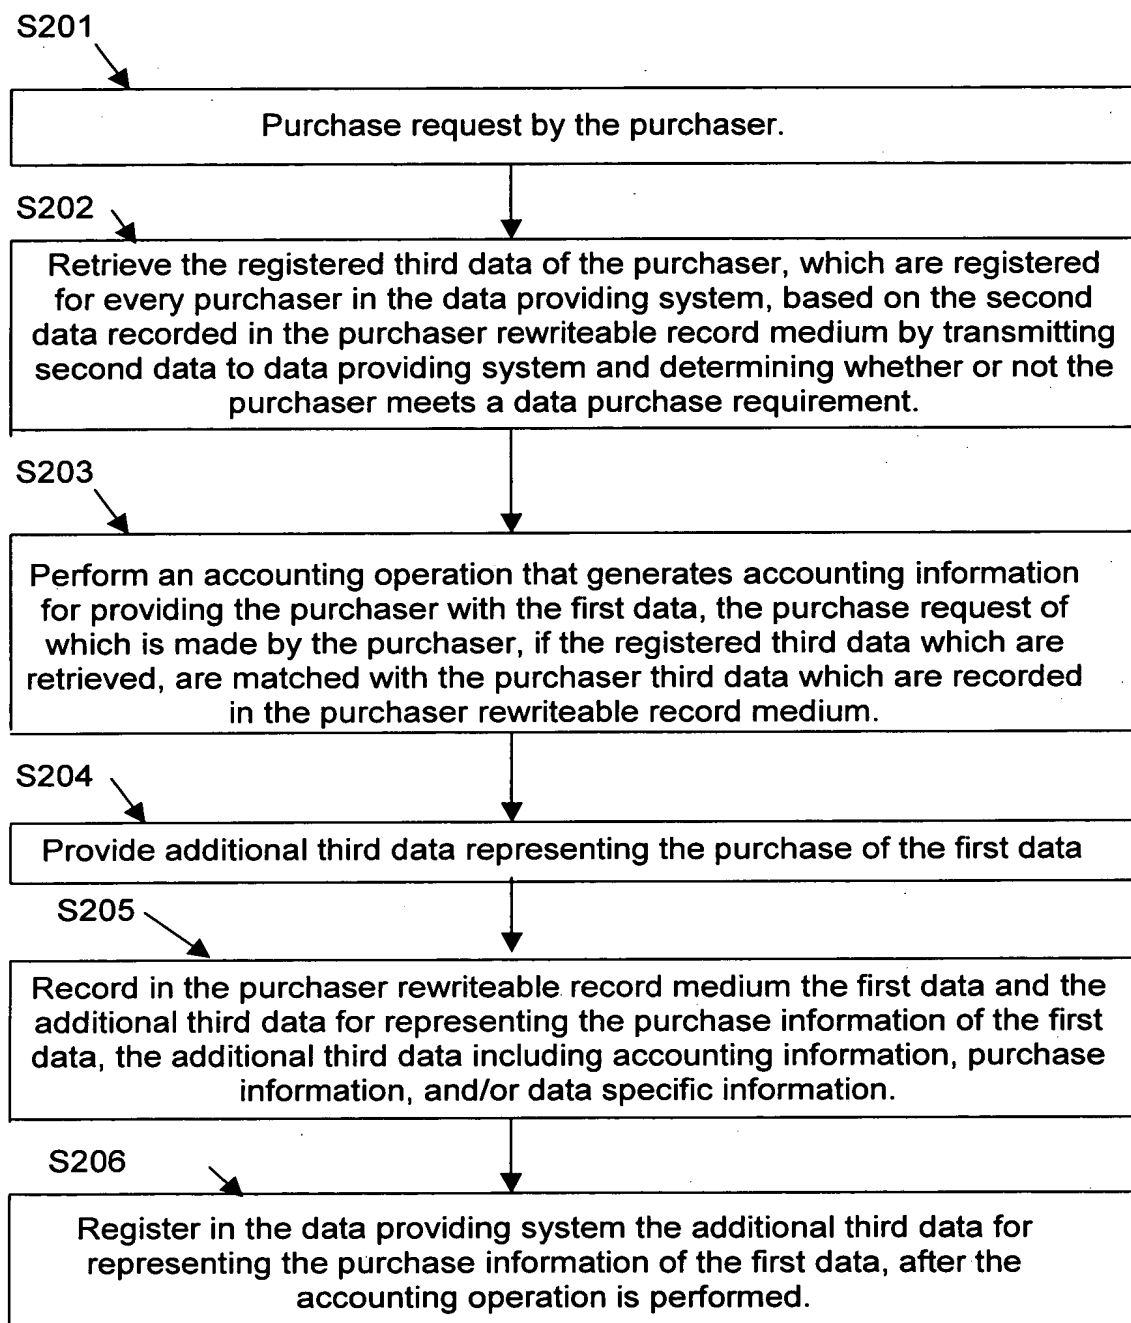 S201
Purchase request by the purchaser.
S202
Retrieve the registered third data of the purchaser, which are registered
for every purchaser in the data providing system, based on the second
data recorded in the purchaser rewriteable record medium by transmitting
second data to data providing system and determining whether or not the
purchaser meets a data purchase requirement.
S203
Perform an accounting operation that generates accounting information
for providing the purchaser with the first data, the purchase request of
which is made by the purchaser, if the registered third data which are
retrieved, are matched with the purchaser third data which are recorded
in the purchaser rewriteable record medium.
S204
Provide additional third data representing the purchase of the first data
S205
Record in the purchaser rewriteable record medium the first data and the
additional third data for representing the purchase information of the first
data, the additional third data including accounting information, purchase
information, and/or data specific information.
S206
Register in the data providing system the additional third data for
representing the purchase information of the first data, after the
accounting operation is performed.